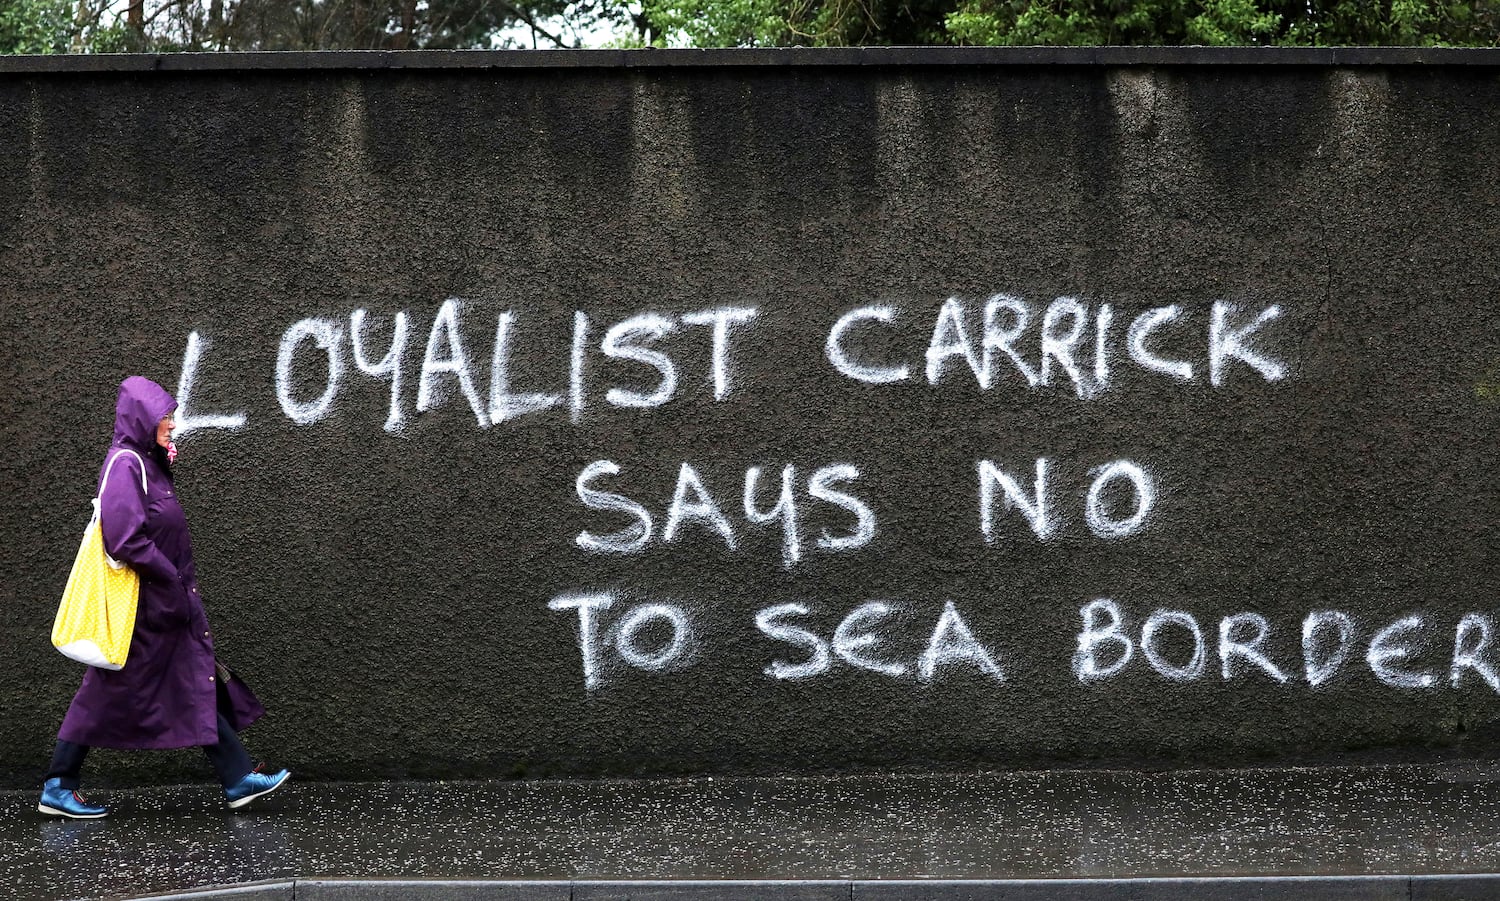 LOYALIST CARRICK
SAYS NO
TO SEA BORDER